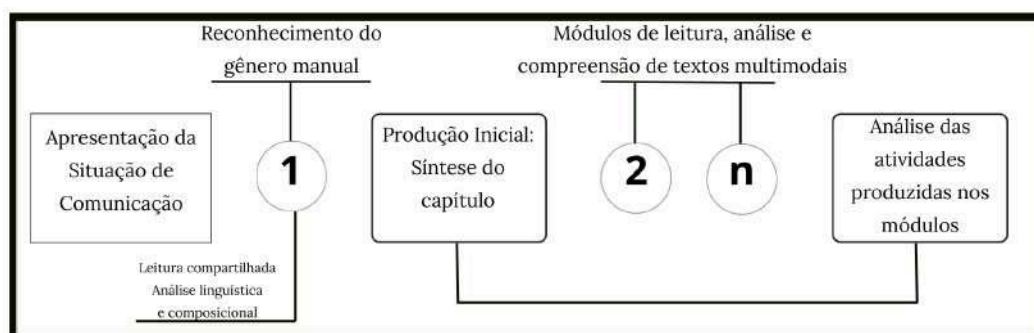 Reconhecimento do
gênero manual
Módulos de leitura, análise e
compreensão de textos multimodais
Apresentação da
Situação de
Comunicação
1
Produção Inicial:
Síntese do
capítulo
2
n
Análise das
atividades
produzidas nos
módulos
Leitura compartilhada
Análise linguística
e composicional